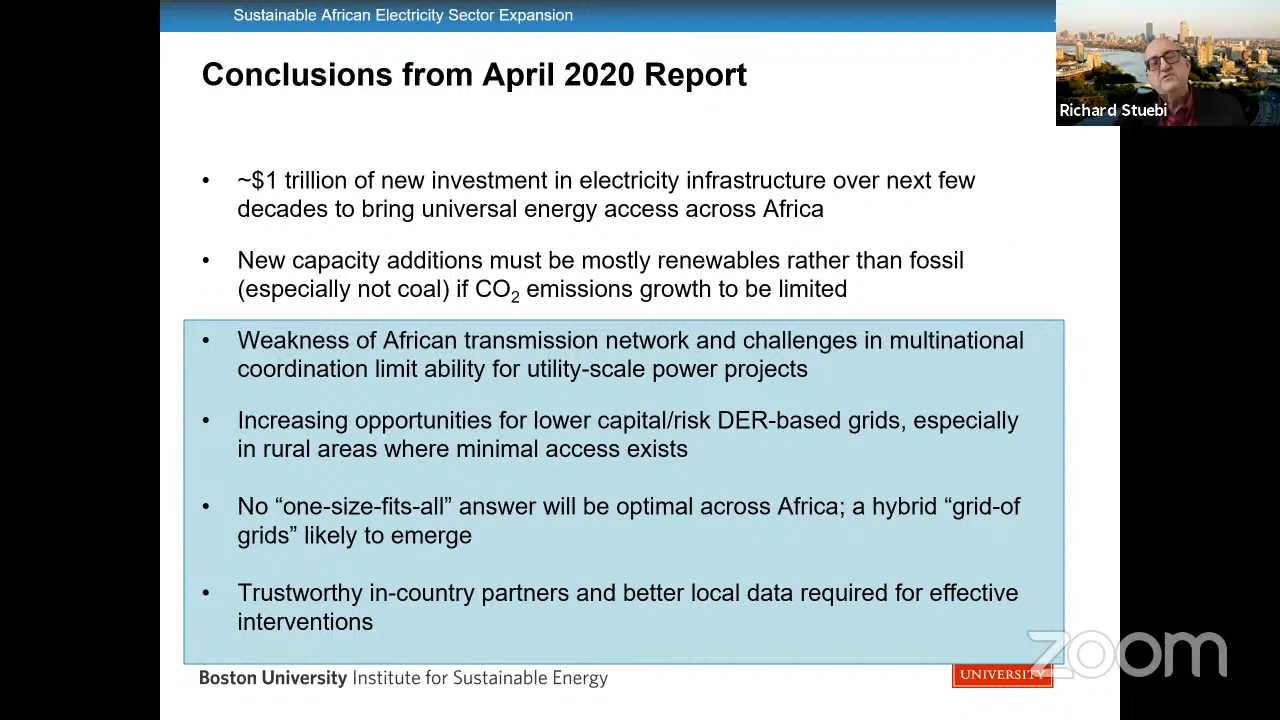 Sustainable African Electricity Sector Expansion
Richard Stuebi
Conclusions from April 2020 Report
• ~$1 trillion of new investment in electricity infrastructure over next few
decades to bring universal energy access across Africa
• New capacity additions must be mostly renewables rather than fossil
(especially not coal) if CO₂ emissions growth to be limited
• Weakness of African transmission network and challenges in multinational
coordination limit ability for utility-scale power projects
• Increasing opportunities for lower capital/risk DER-based grids, especially
in rural areas where minimal access exists
• No “one-size-fits-all” answer will be optimal across Africa; a hybrid “grid-of
grids” likely to emerge
• Trustworthy in-country partners and better local data required for effective
interventions
zoom
Boston University Institute for Sustainable Energy
UNIVERSITY